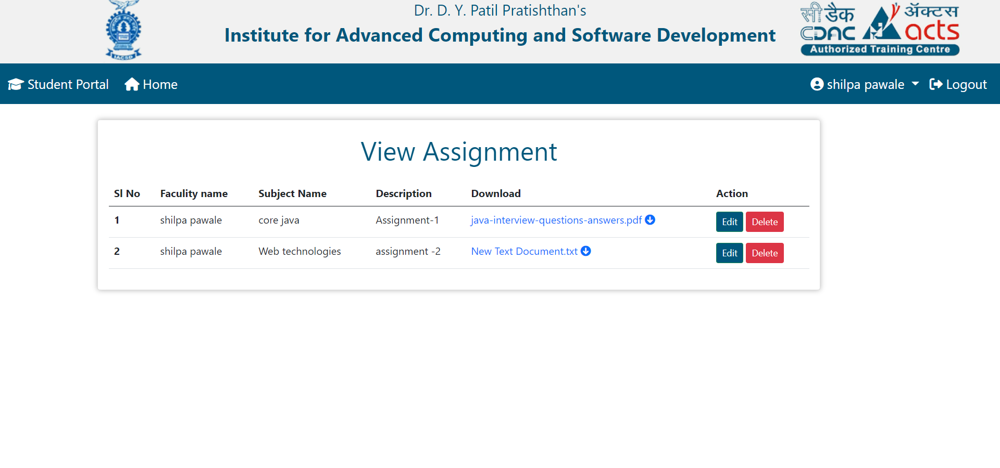 Dr. D. Y. Patil Pratishthan's
Institute for Advanced Computing and Software Development
IACSD
सी डैक
CDAC
ॲक्टस
acts
Authorized Training Centre
Student Portal Home shilpa pawale Logout
View Assignment
Sl No Faculity name Subject Name Description Download Action
1 shilpa pawale core java Assignment-1 java-interview-questions-answers.pdf Edit Delete
2 shilpa pawale Web technologies assignment -2 New Text Document.txt Edit Delete